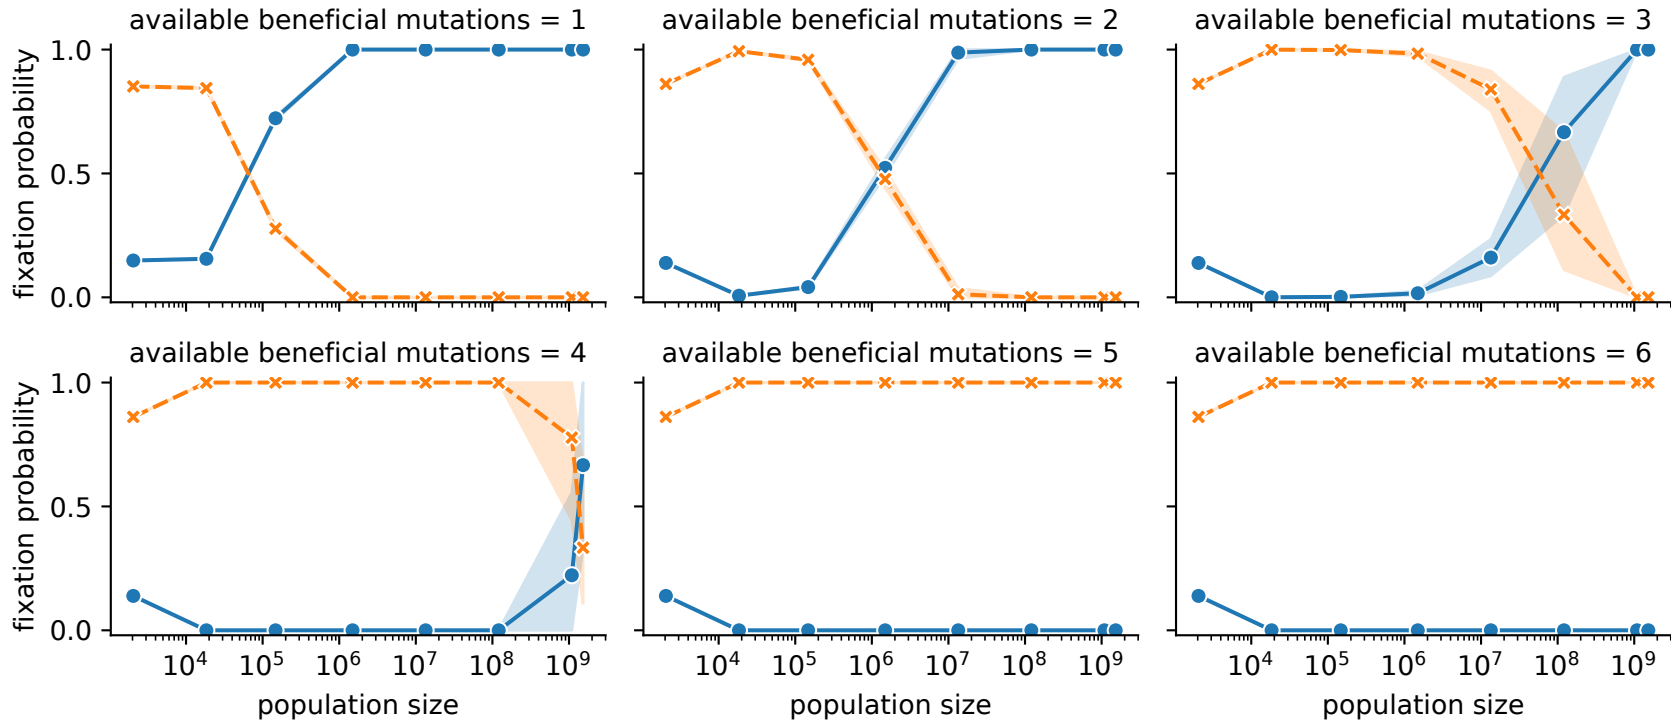 available beneficial mutations = 1
available beneficial mutations = 2
available beneficial mutations = 3
fixation probability
1.0
0.5
0.0
available beneficial mutations = 4
available beneficial mutations = 5
available beneficial mutations = 6
fixation probability
1.0
0.5
0.0
10⁴ 10⁵ 10⁶ 10⁷ 10⁸ 10⁹
10⁴ 10⁵ 10⁶ 10⁷ 10⁸ 10⁹
10⁴ 10⁵ 10⁶ 10⁷ 10⁸ 10⁹
population size
population size
population size